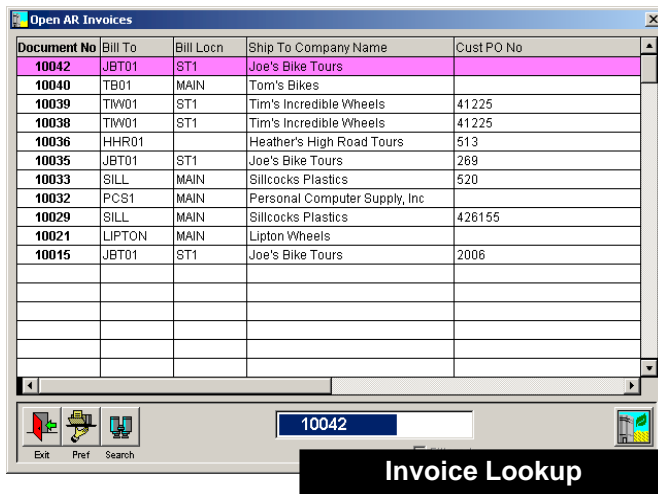 Open AR Invoices
Document No Bill To Bill Locn Ship To Company Name Cust PO No
10042 JBT01 ST1 Joe's Bike Tours
10040 TB01 MAIN Tom's Bikes
10039 TIW01 ST1 Tim's Incredible Wheels 41225
10038 TIW01 ST1 Tim's Incredible Wheels 41225
10036 HHR01 Heather's High Road Tours 513
10035 JBT01 ST1 Joe's Bike Tours 269
10033 SILL MAIN Sillcocks Plastics 520
10032 PCS1 MAIN Personal Computer Supply, Inc
10029 SILL MAIN Sillcocks Plastics 426155
10021 LIPTON MAIN Lipton Wheels
10015 JBT01 ST1 Joe's Bike Tours 2006
10042
Exit Pref Search
Invoice Lookup